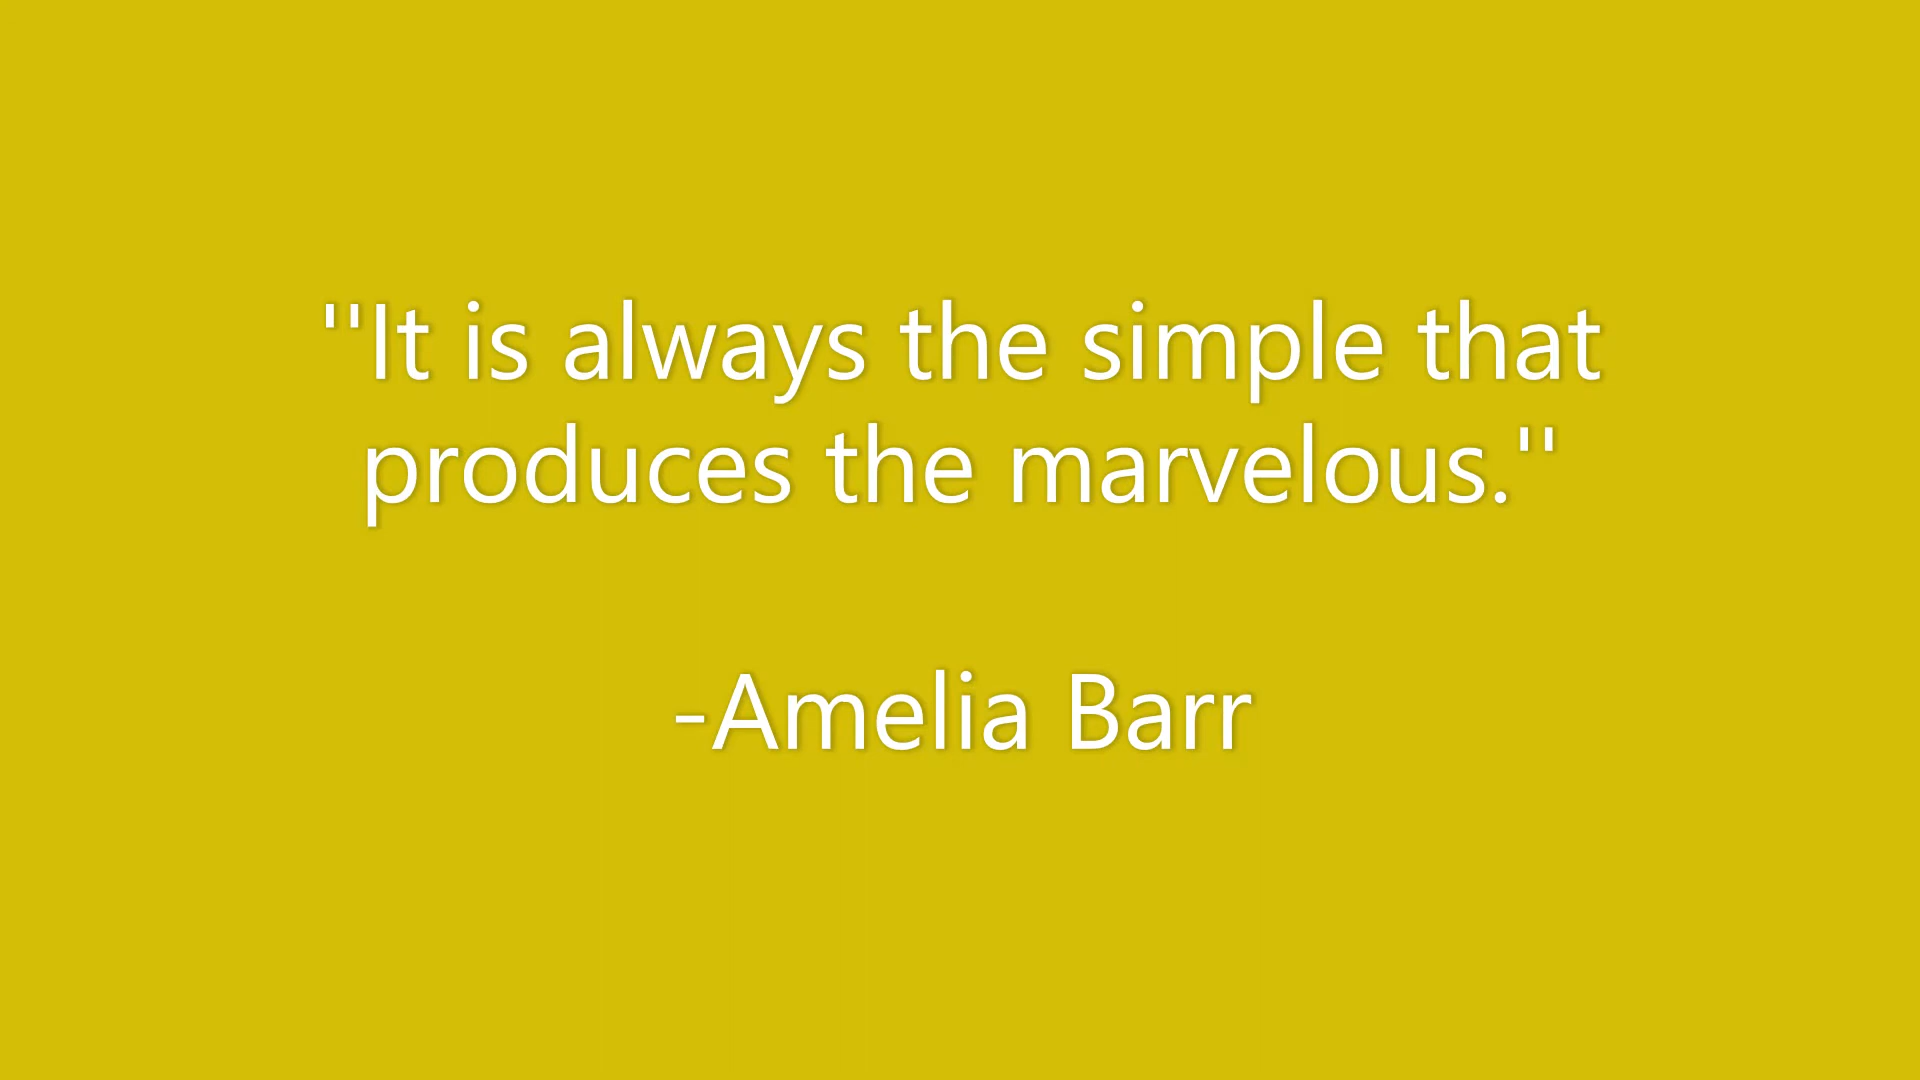 "It is always the simple that
produces the marvelous."
-Amelia Barr